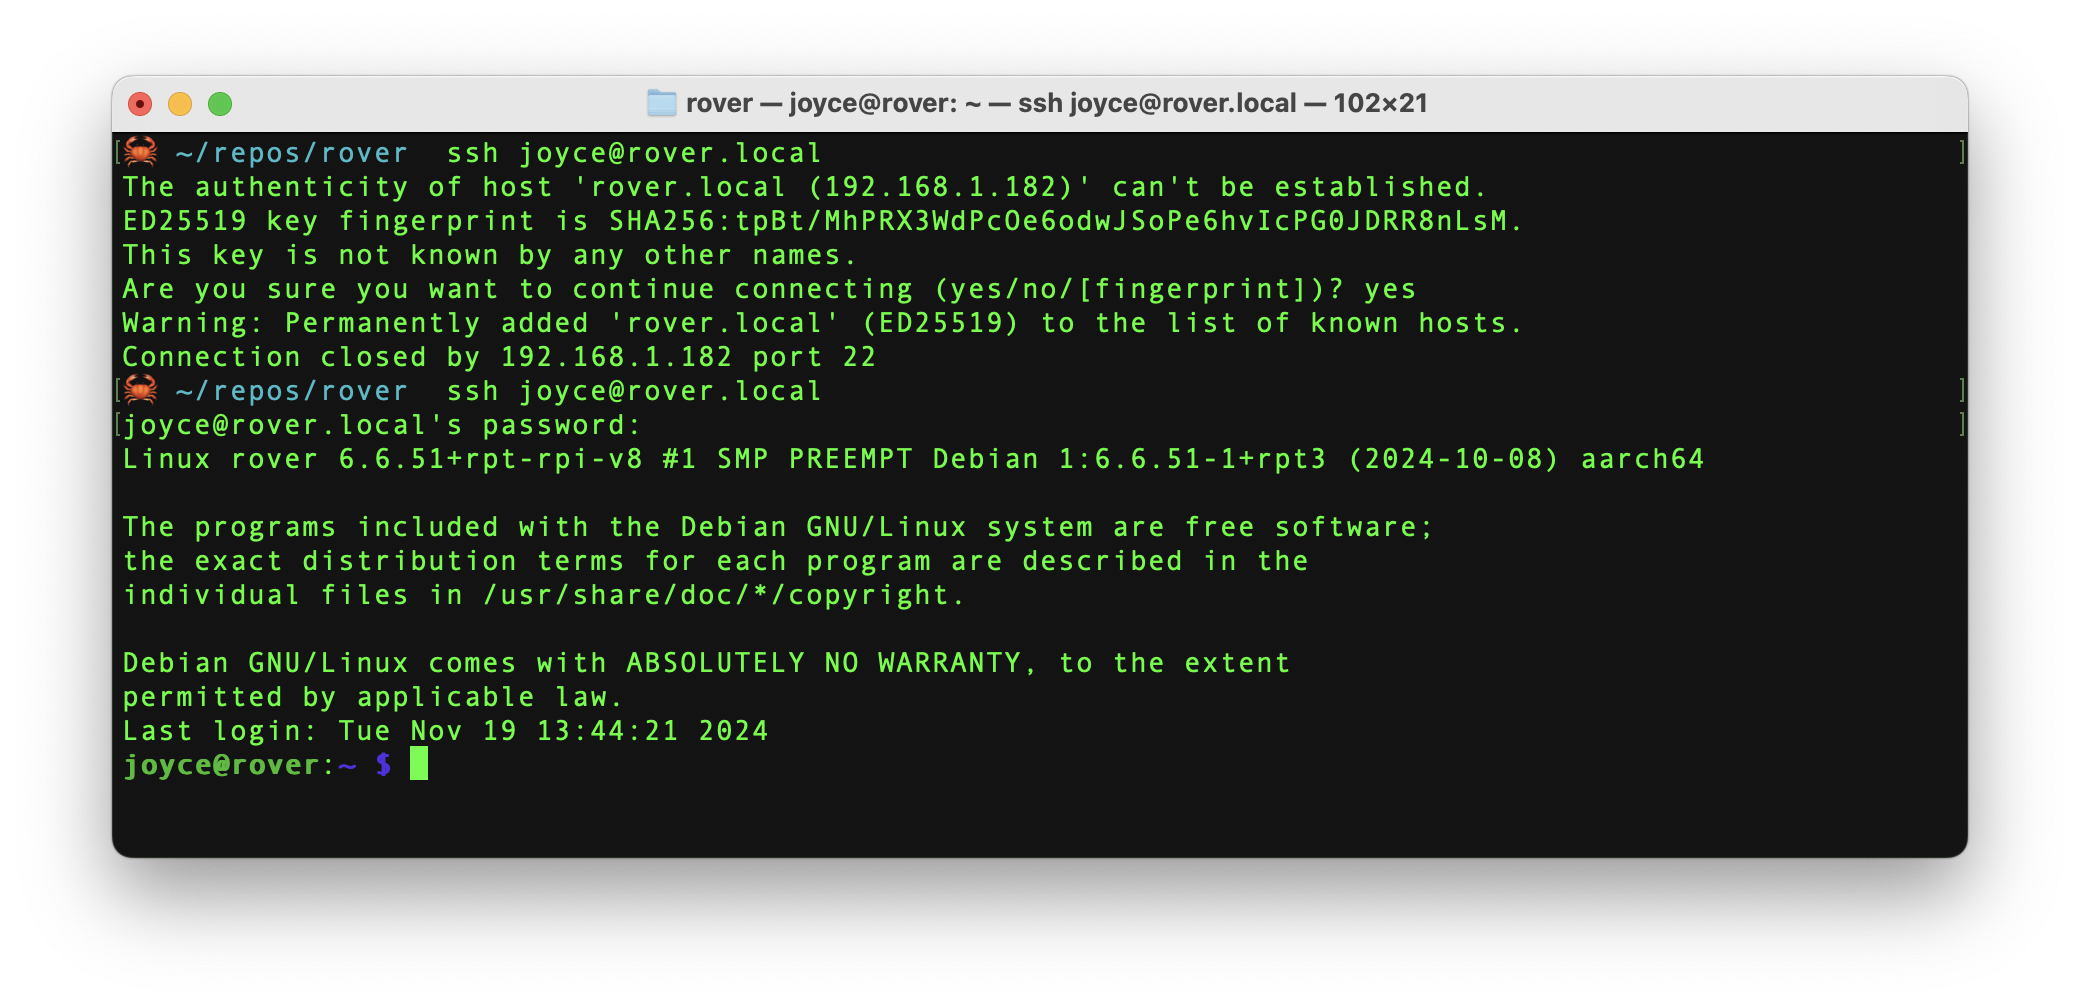 rover — joyce@rover: ~ — ssh joyce@rover.local — 102×21
[🦀 ~/repos/rover  ssh joyce@rover.local ]
The authenticity of host 'rover.local (192.168.1.182)' can't be established.
ED25519 key fingerprint is SHA256:tpBt/MhPRX3WdPcOe6odwJSoPe6hvIcPG0JDRR8nLsM.
This key is not known by any other names.
Are you sure you want to continue connecting (yes/no/[fingerprint])? yes
Warning: Permanently added 'rover.local' (ED25519) to the list of known hosts.
Connection closed by 192.168.1.182 port 22
[🦀 ~/repos/rover  ssh joyce@rover.local ]
[joyce@rover.local's password: ]
Linux rover 6.6.51+rpt-rpi-v8 #1 SMP PREEMPT Debian 1:6.6.51-1+rpt3 (2024-10-08) aarch64

The programs included with the Debian GNU/Linux system are free software;
the exact distribution terms for each program are described in the
individual files in /usr/share/doc/*/copyright.

Debian GNU/Linux comes with ABSOLUTELY NO WARRANTY, to the extent
permitted by applicable law.
Last login: Tue Nov 19 13:44:21 2024
joyce@rover:~ $